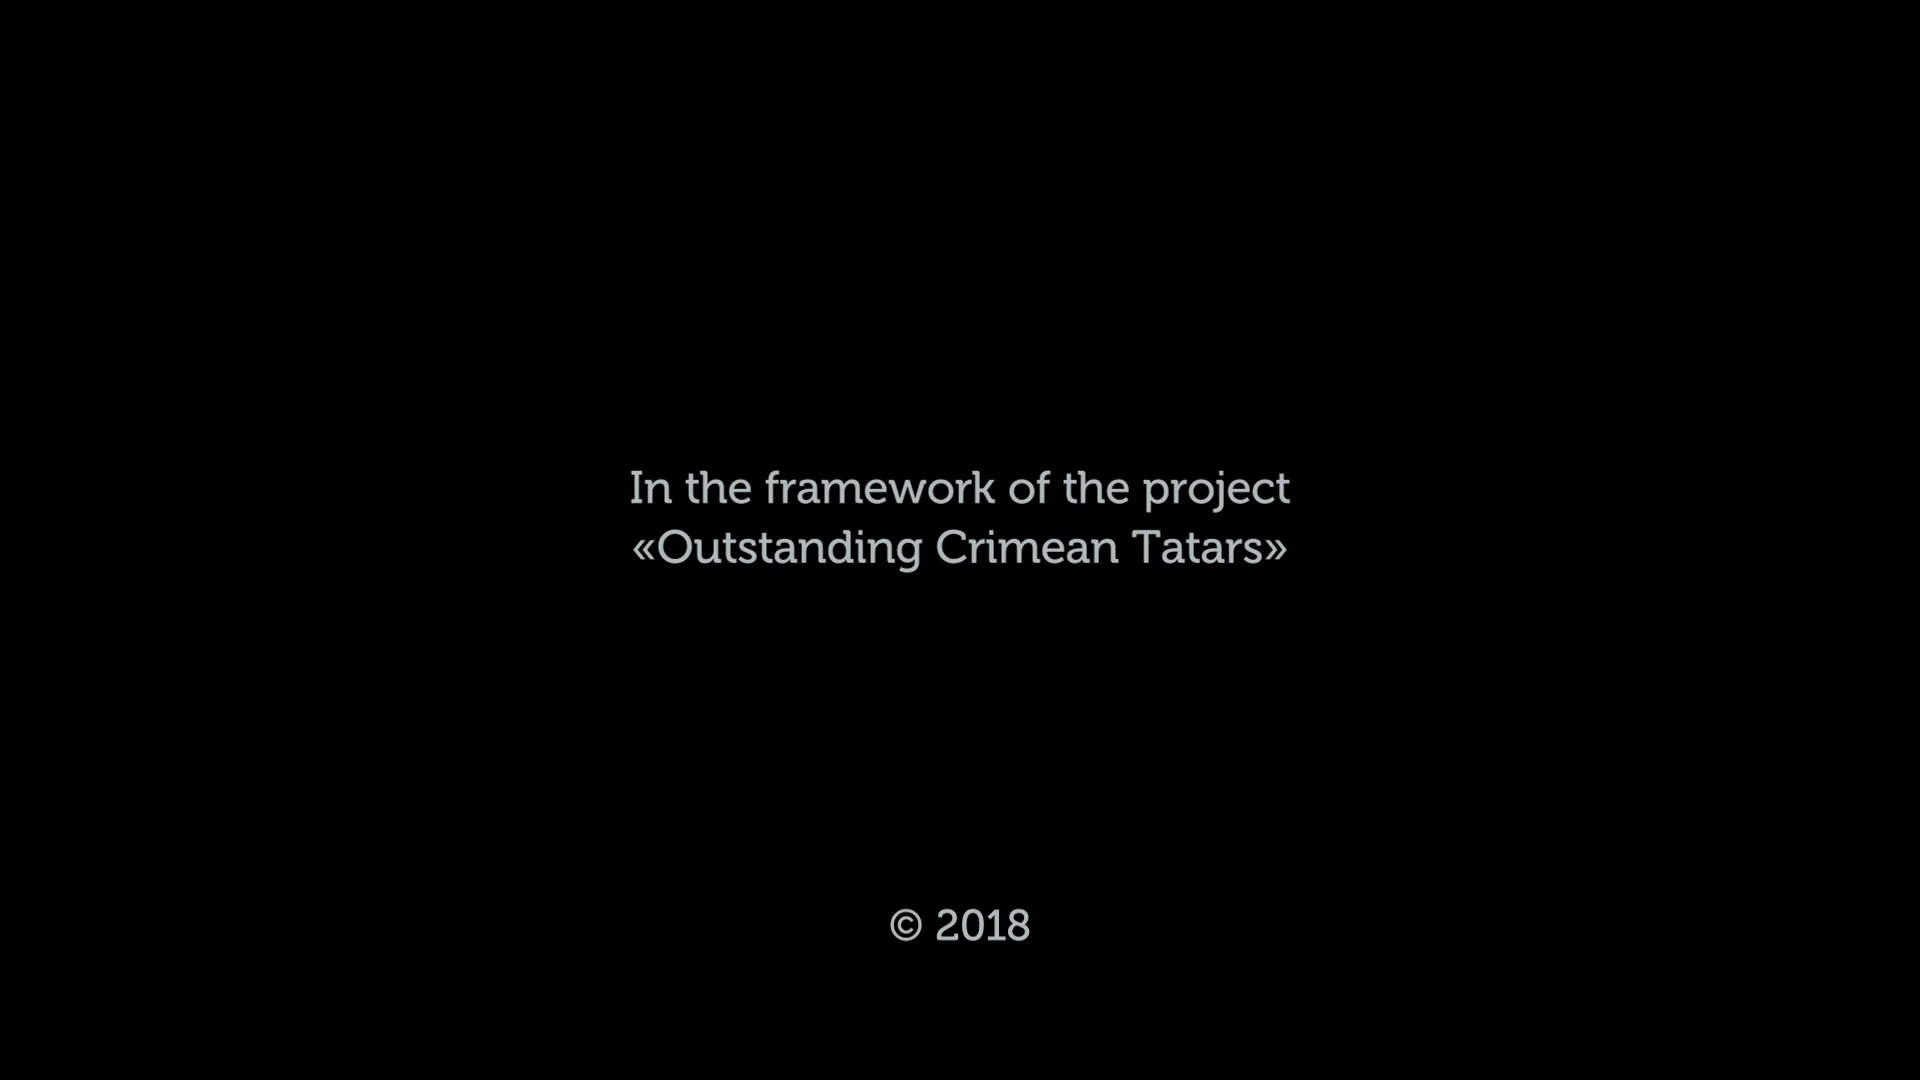 In the framework of the project
«Outstanding Crimean Tatars»
© 2018